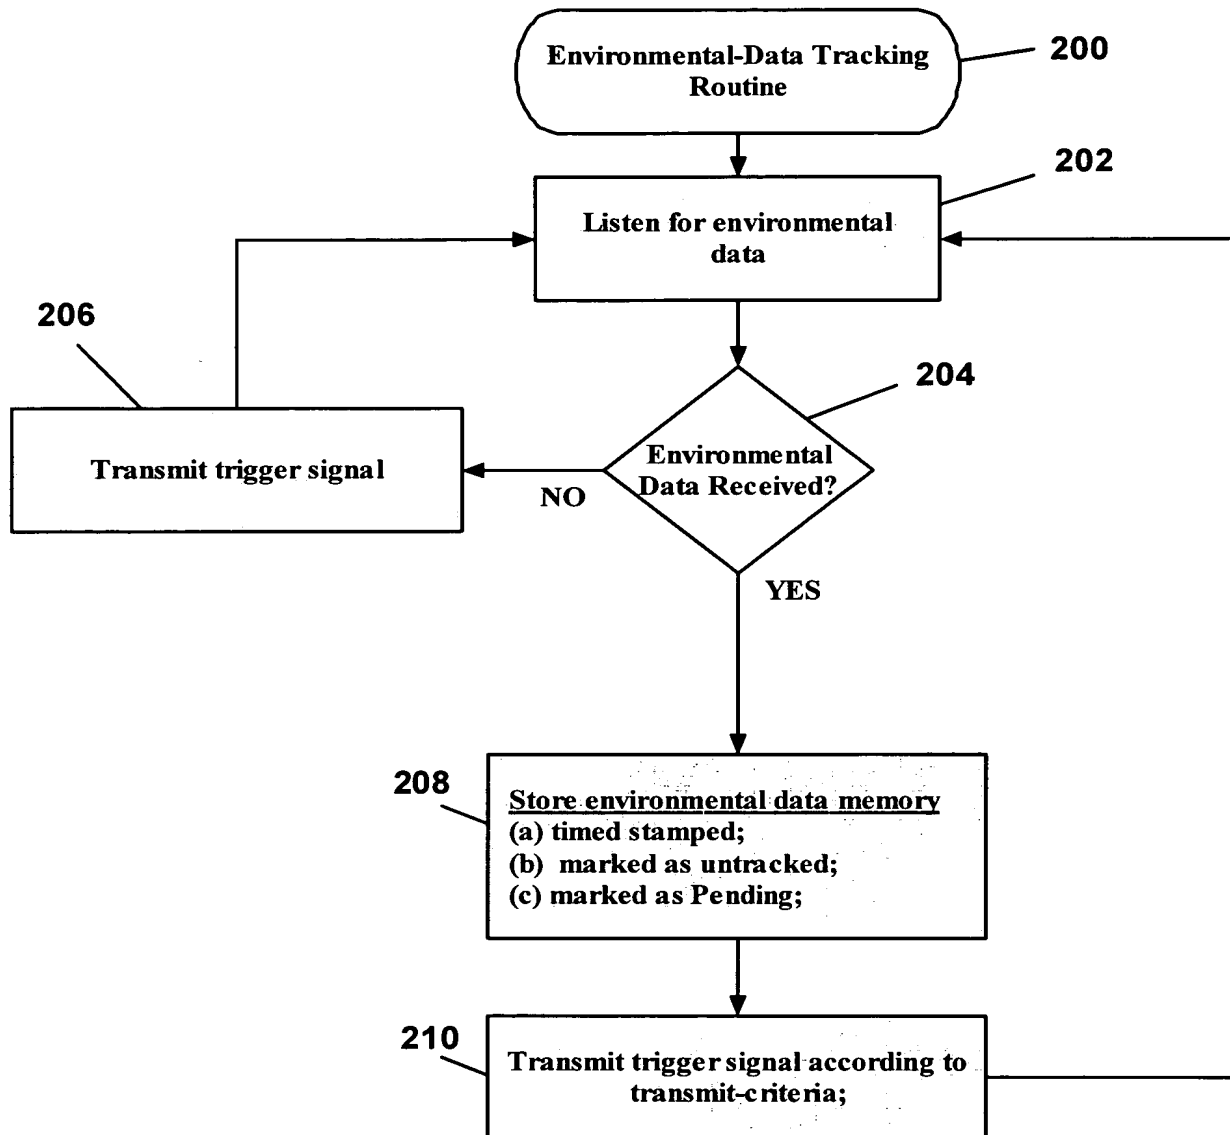 Environmental-Data Tracking
Routine
200
202
Listen for environmental
data
206
204
Transmit trigger signal
Environmental
Data Received?
NO
YES
208
Store environmental data memory
(a) timed stamped;
(b) marked as untracked;
(c) marked as Pending;
210
Transmit trigger signal according to
transmit-criteria;